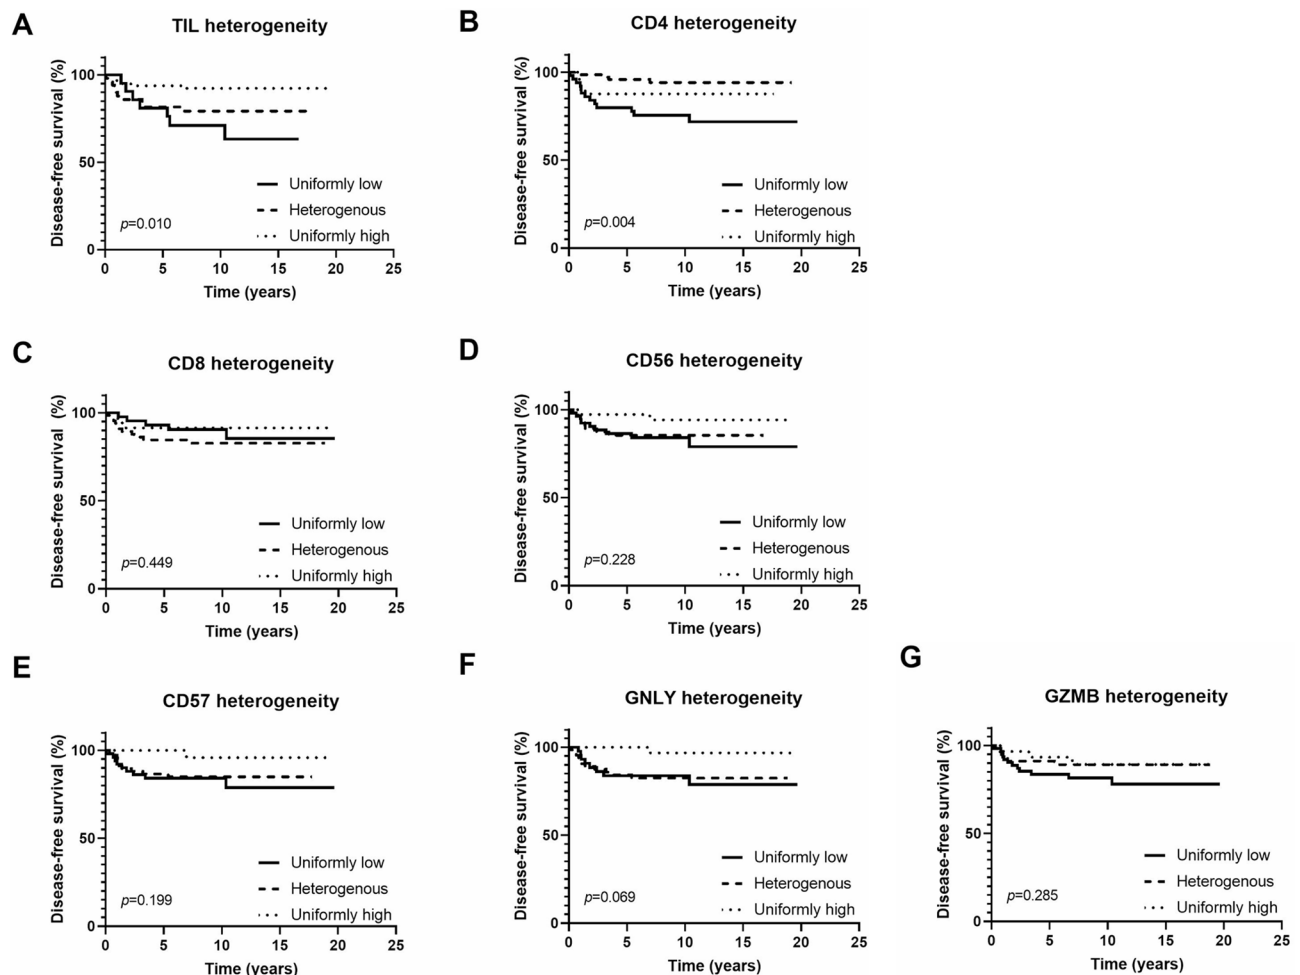 A
TIL heterogeneity
Disease-free survival (%)
100
50
0
Uniformly low
Heterogenous
Uniformly high
p=0.010
0 5 10 15 20 25
Time (years)
B
CD4 heterogeneity
Disease-free survival (%)
100
50
0
Uniformly low
Heterogenous
Uniformly high
p=0.004
0 5 10 15 20 25
Time (years)
C
CD8 heterogeneity
Disease-free survival (%)
100
50
0
Uniformly low
Heterogenous
Uniformly high
p=0.449
0 5 10 15 20 25
Time (years)
D
CD56 heterogeneity
Disease-free survival (%)
100
50
0
Uniformly low
Heterogenous
Uniformly high
p=0.228
0 5 10 15 20 25
Time (years)
E
CD57 heterogeneity
Disease-free survival (%)
100
50
0
Uniformly low
Heterogenous
Uniformly high
p=0.199
0 5 10 15 20 25
Time (years)
F
GNLY heterogeneity
Disease-free survival (%)
100
50
0
Uniformly low
Heterogenous
Uniformly high
p=0.069
0 5 10 15 20 25
Time (years)
G
GZMB heterogeneity
Disease-free survival (%)
100
50
0
Uniformly low
Heterogenous
Uniformly high
p=0.285
0 5 10 15 20 25
Time (years)